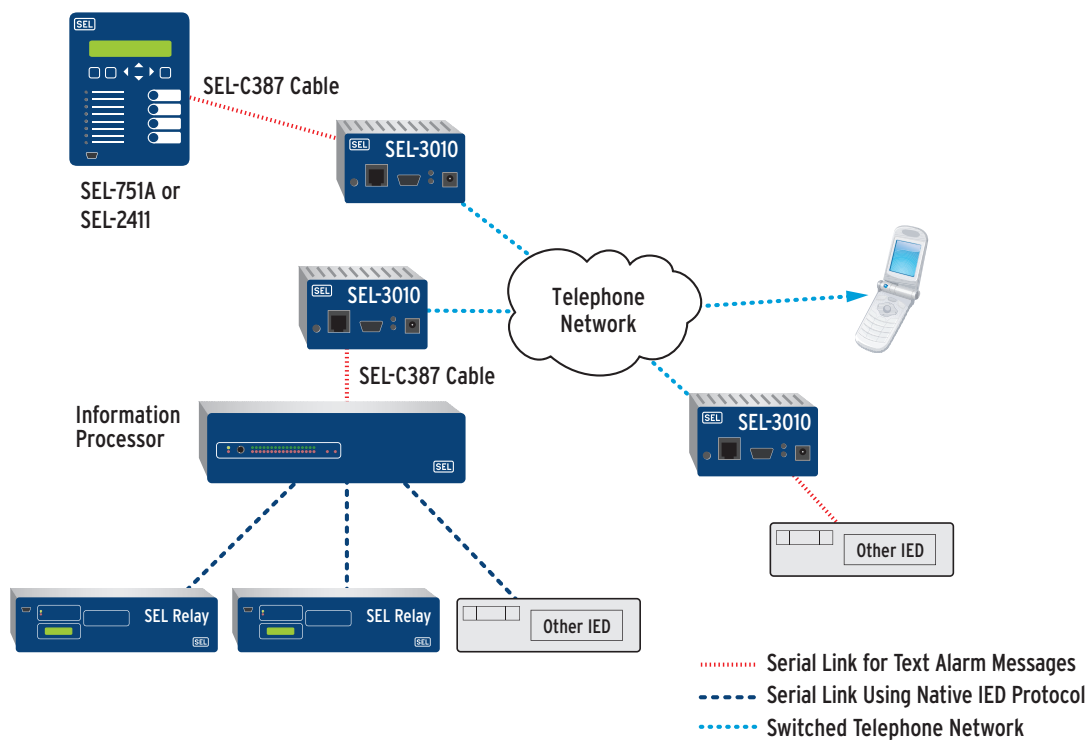 SEL
SEL-C387 Cable
SEL
SEL-3010
SEL-751A or
SEL-2411
SEL
SEL-3010
Telephone
Network
SEL-C387 Cable
SEL
SEL-3010
Information
Processor
SEL
Other IED
SEL Relay
SEL
SEL Relay
SEL
Other IED
Serial Link for Text Alarm Messages
Serial Link Using Native IED Protocol
Switched Telephone Network